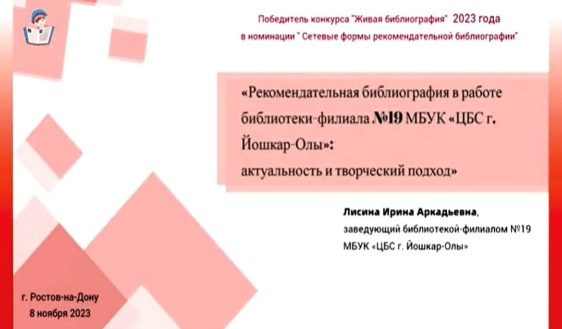 Победитель конкурса "Живая библиография" 2023 года
в номинации " Сетевые формы рекомендательной библиографии"
«Рекомендательная библиография в работе
библиотеки-филиала №19 МБУК «ЦБС г.
Йошкар-Олы»:
актуальность и творческий подход»
Лисина Ирина Аркадьевна,
заведующий библиотекой-филиалом №19
МБУК «ЦБС г. Йошкар-Олы»
г. Ростов-на-Дону
8 ноября 2023